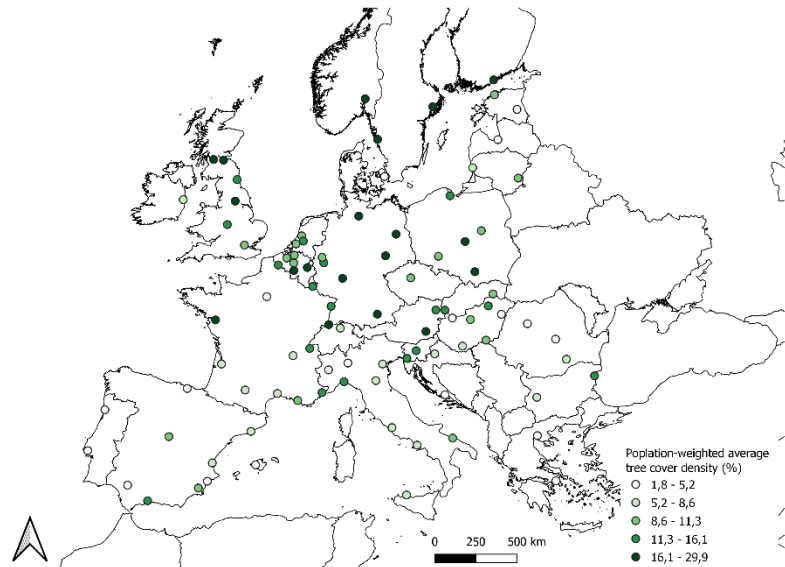 Poplation-weighted average
tree cover density (%)
1,8 - 5,2
5,2 - 8,6
8,6 - 11,3
11,3 - 16,1
16,1 - 29,9
0 250 500 km